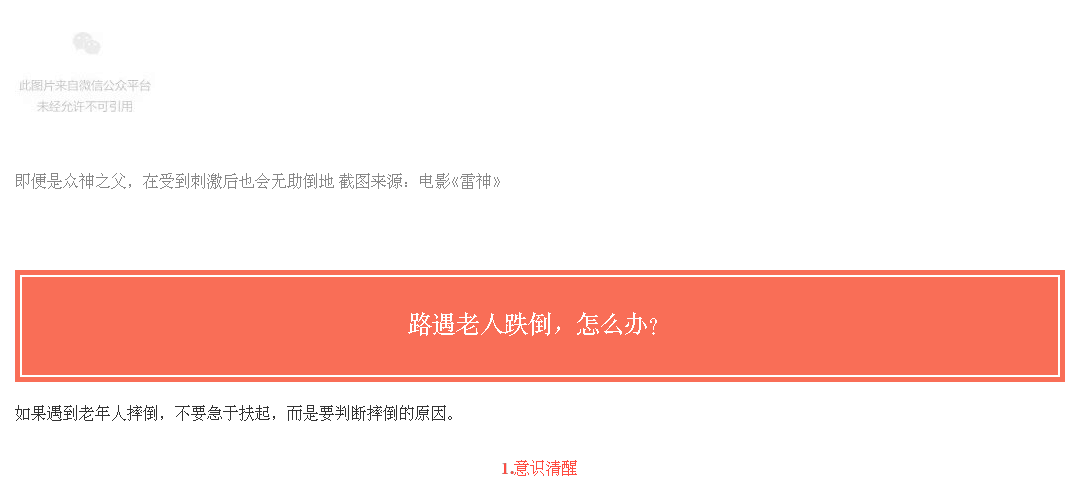 此图片来自微信公众平台
未经允许不可引用
即便是众神之父，在受到刺激后也会无助倒地 截图来源：电影《雷神》
路遇老人跌倒，怎么办？
如果遇到老年人摔倒，不要急于扶起，而是要判断摔倒的原因。
1.意识清醒